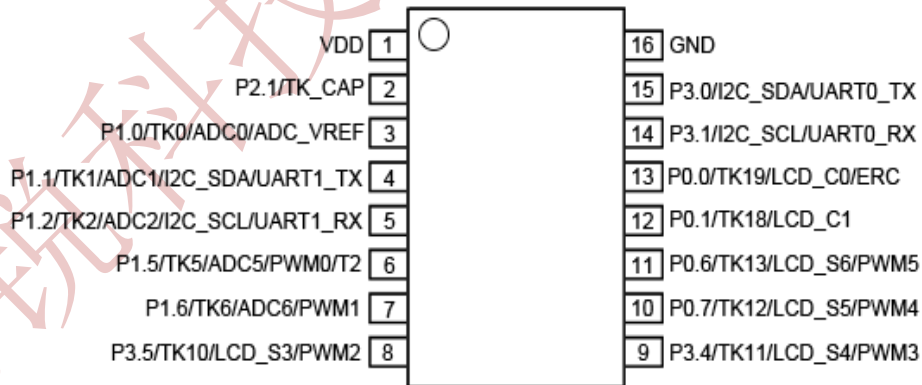 VDD 1
P2.1/TK_CAP 2
P1.0/TK0/ADC0/ADC_VREF 3
P1.1/TK1/ADC1/I2C_SDA/UART1_TX 4
P1.2/TK2/ADC2/I2C_SCL/UART1_RX 5
P1.5/TK5/ADC5/PWM0/T2 6
P1.6/TK6/ADC6/PWM1 7
P3.5/TK10/LCD_S3/PWM2 8
16 GND
15 P3.0/I2C_SDA/UART0_TX
14 P3.1/I2C_SCL/UART0_RX
13 P0.0/TK19/LCD_C0/ERC
12 P0.1/TK18/LCD_C1
11 P0.6/TK13/LCD_S6/PWM5
10 P0.7/TK12/LCD_S5/PWM4
9 P3.4/TK11/LCD_S4/PWM3
锐科技